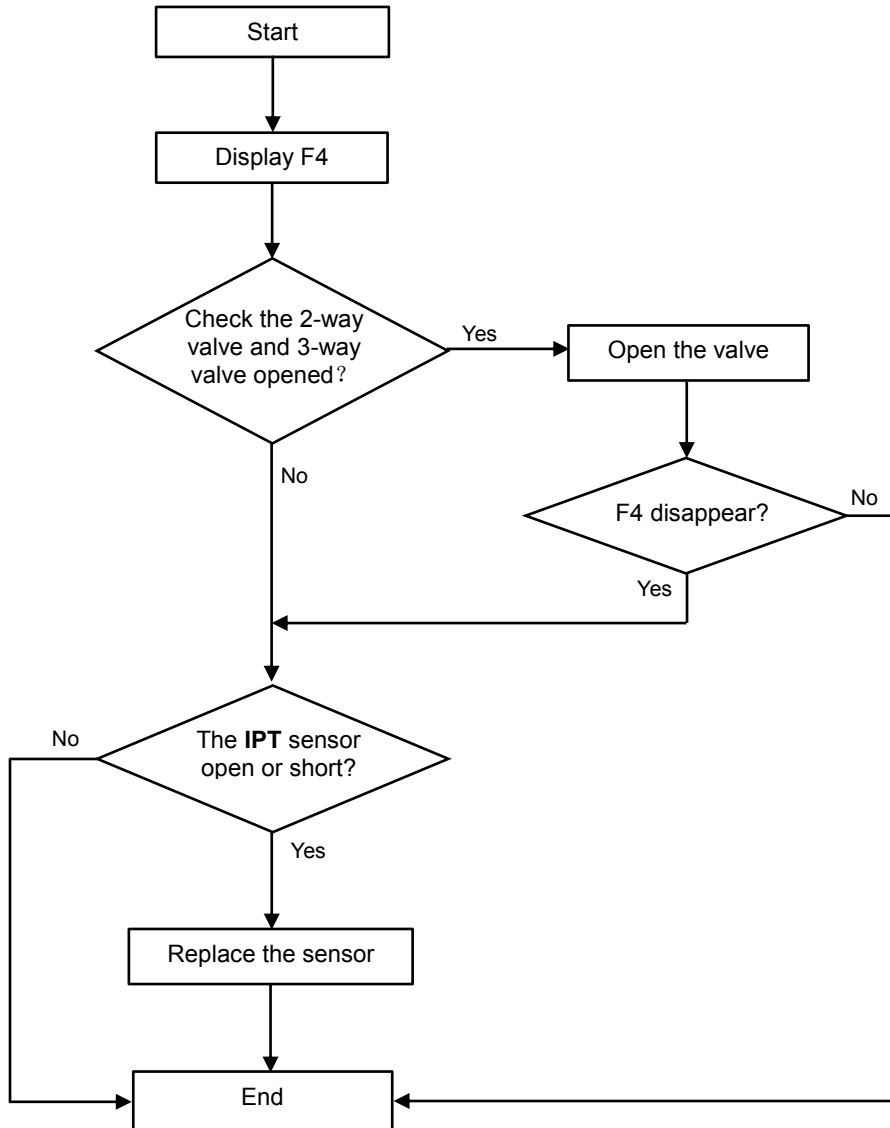 Start
Display F4
Check the 2-way
valve and 3-way
valve opened？
Yes
Open the valve
No
F4 disappear?
No
Yes
No
The IPT sensor
open or short?
Yes
Replace the sensor
End